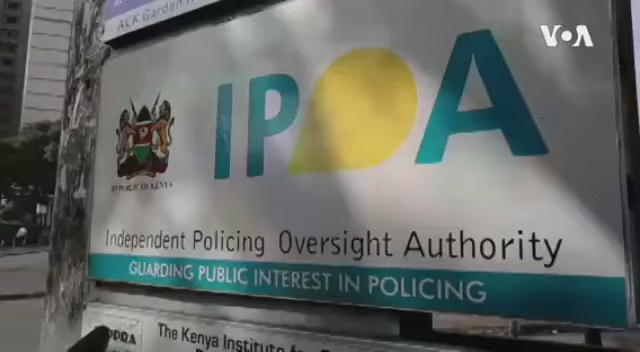 ACK Garden
VOA
IPOA
REPUBLIC OF KENYA
Independent Policing Oversight Authority
GUARDING PUBLIC INTEREST IN POLICING
The Kenya Institute for